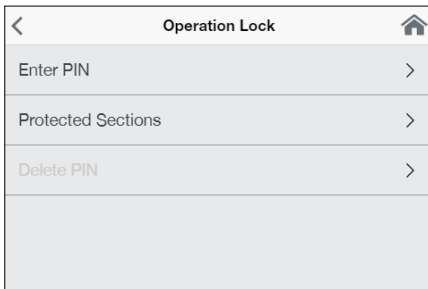 Operation Lock
Enter PIN
Protected Sections
Delete PIN